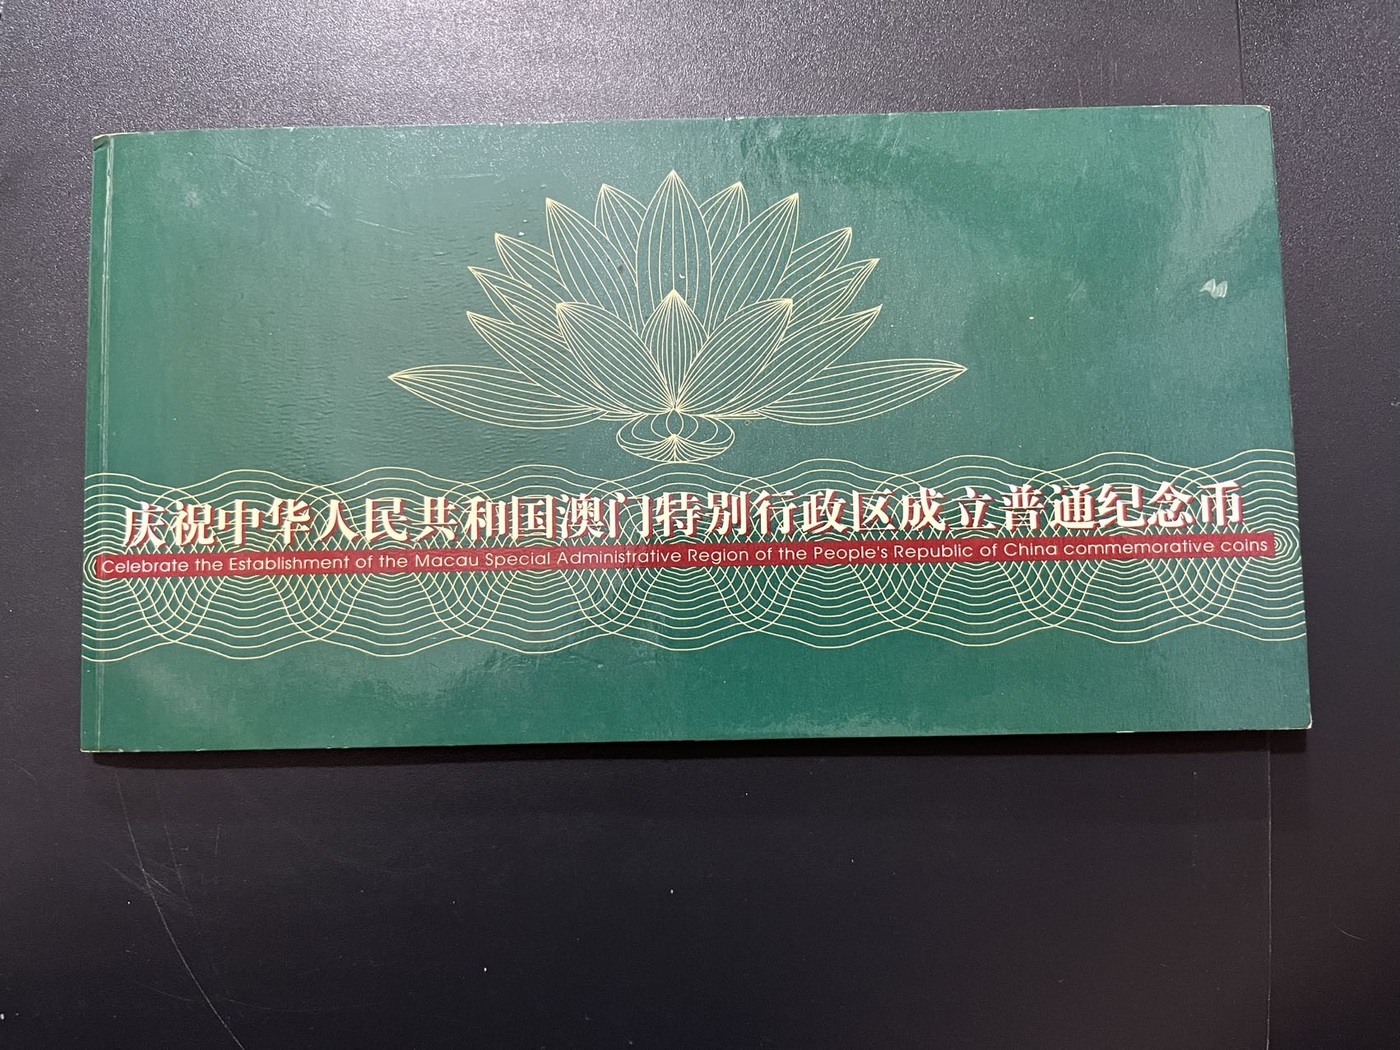 庆祝中华人民共和国澳门特别行政区成立普通纪念币
Celebrate the Establishment of the Macau Special Administrative Region of the People's Republic of China commemorative coins